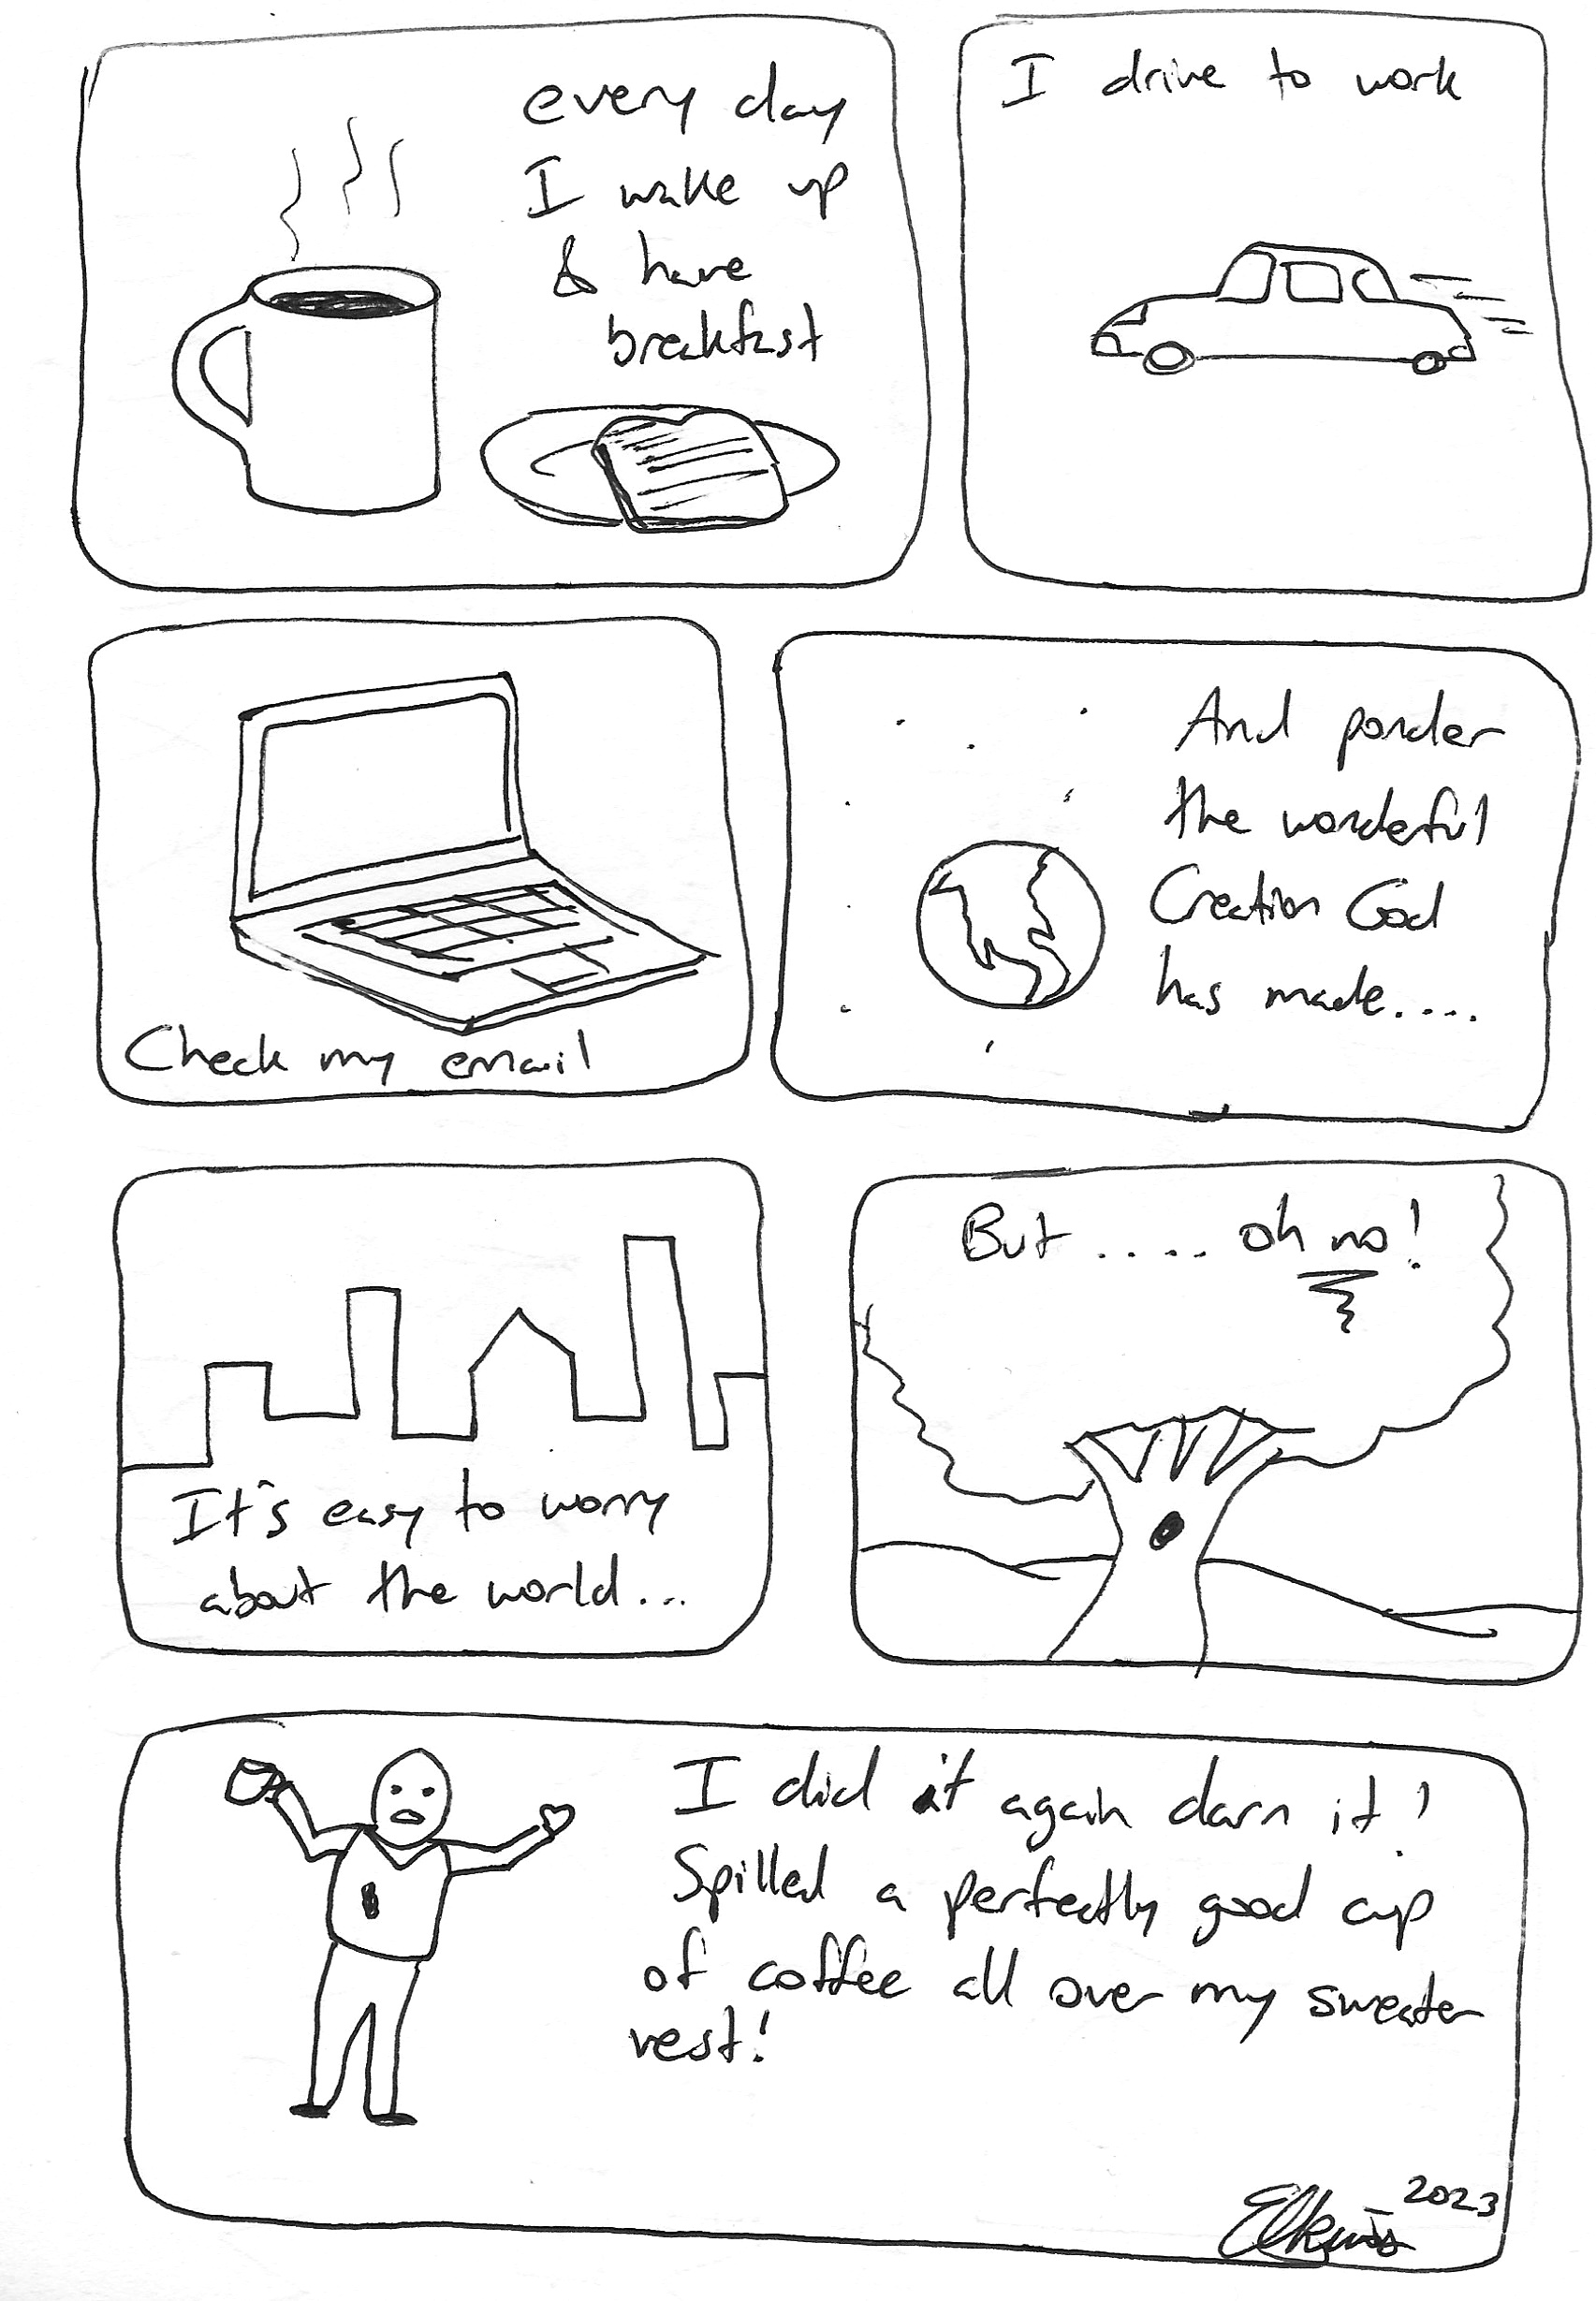 every day
I wake up
& have
breakfast
I drive to work
Check my email
And ponder
the wonderful
Creation God
has made....
It's easy to worry
about the world...
But ..... oh no!
I did it again darn it!
Spilled a perfectly good cup
of coffee all over my sweater
vest!
2023